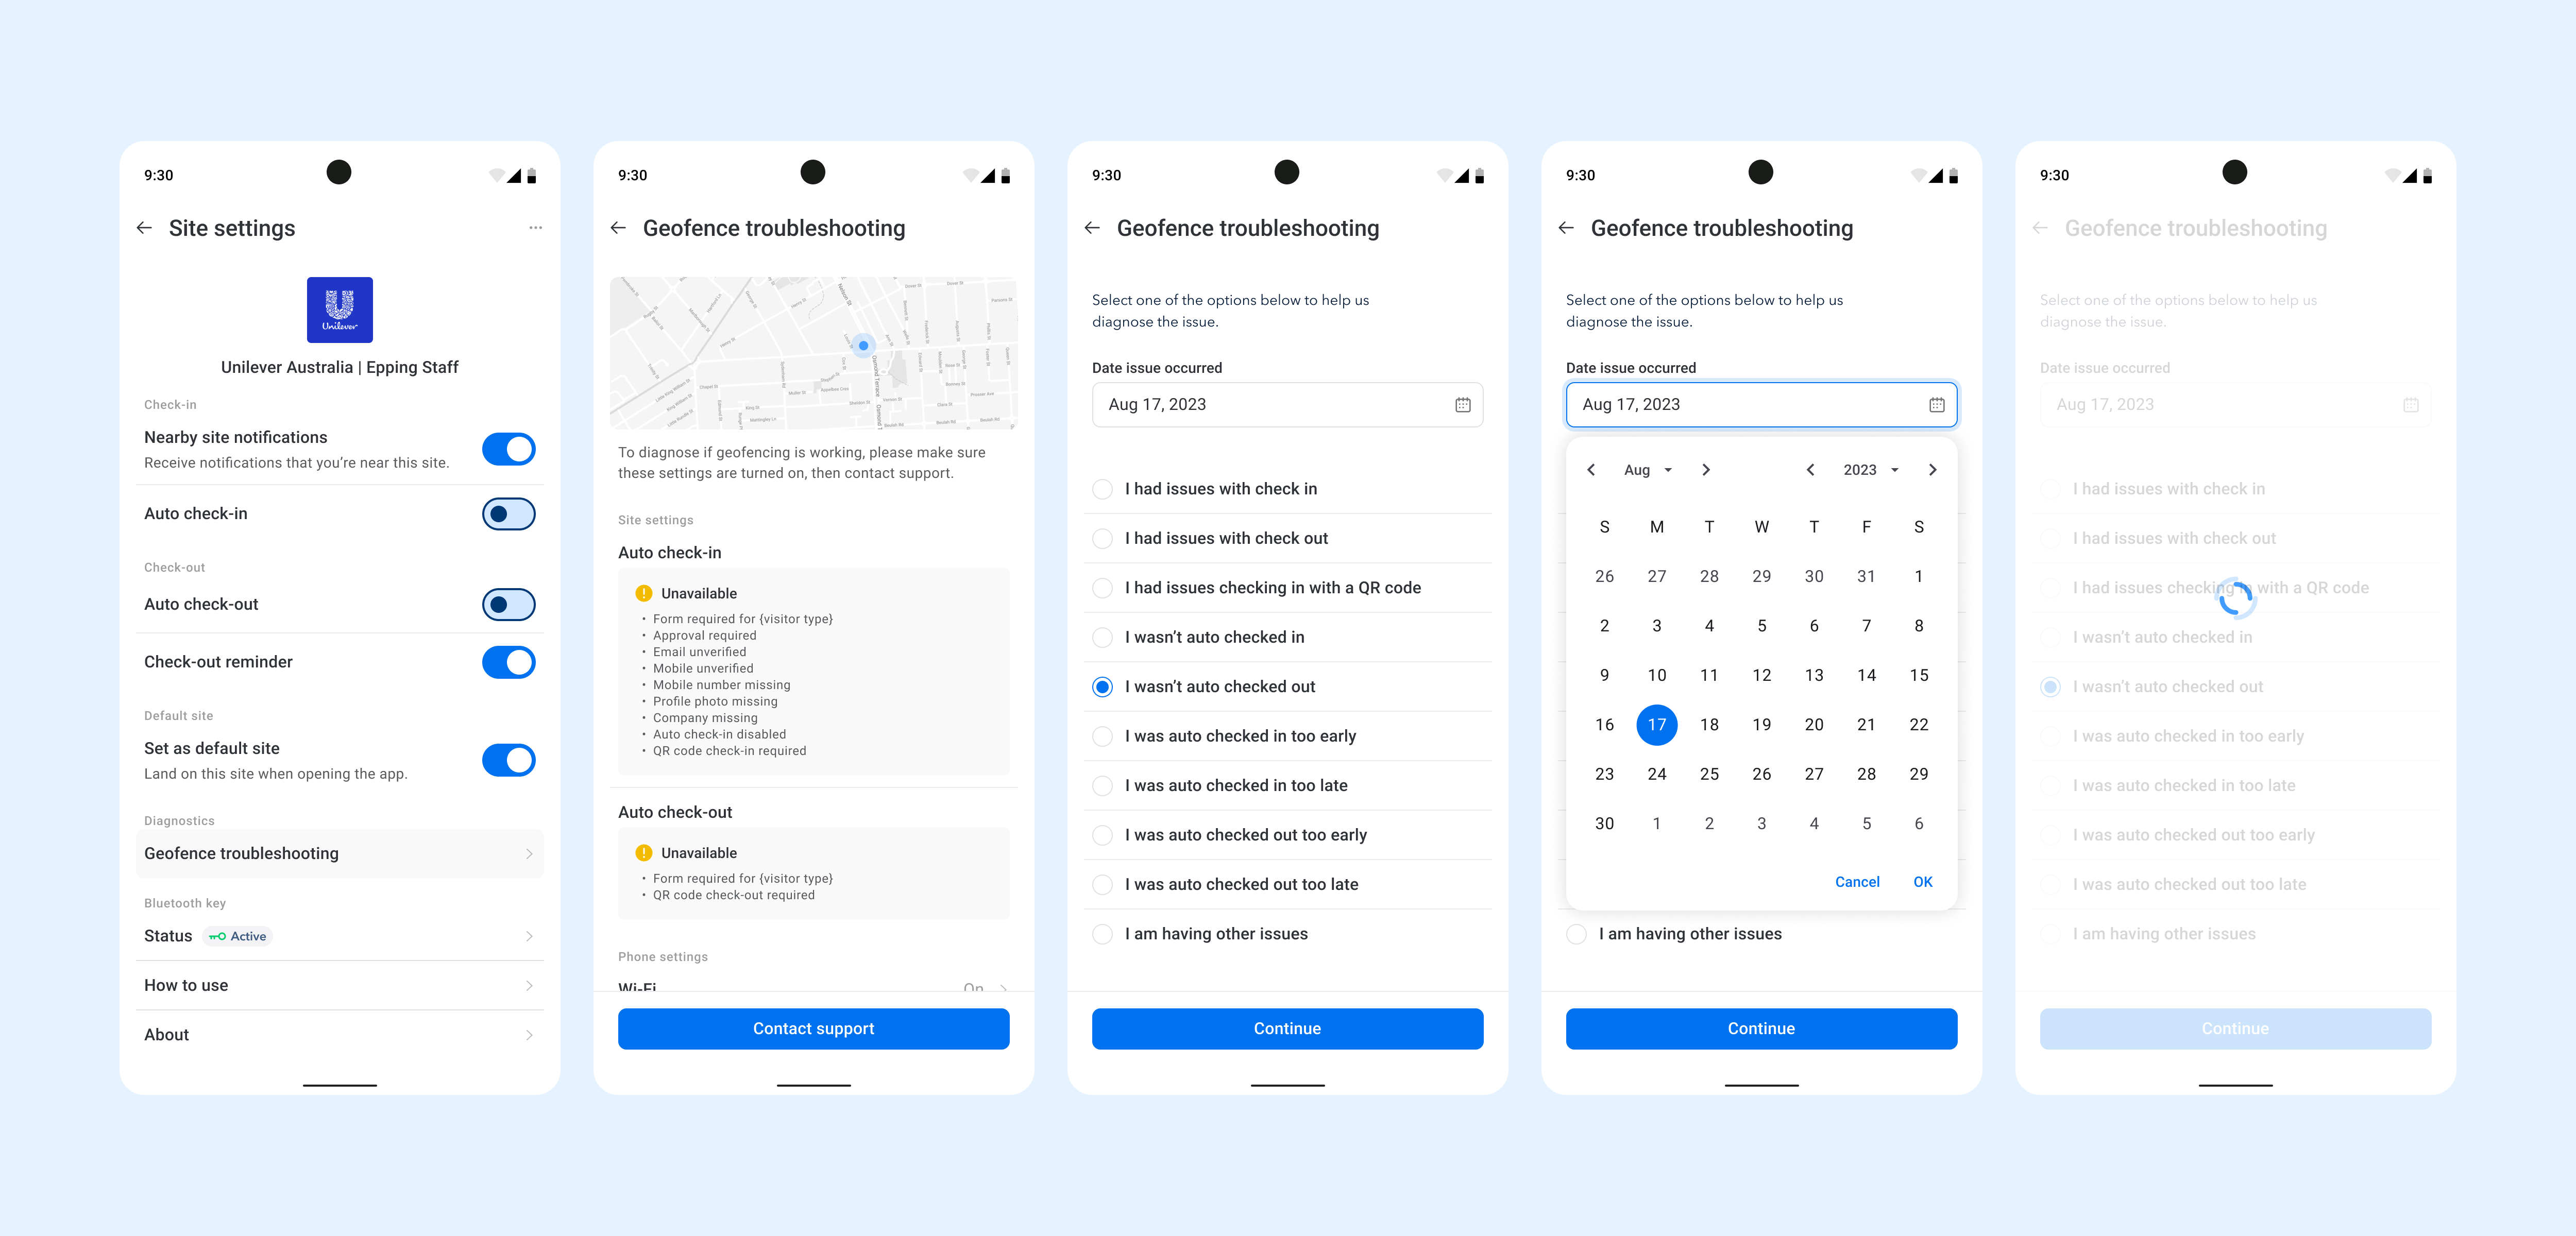 9:30
Site settings
Unilever
Unilever Australia | Epping Staff
Check-in
Nearby site notifications
Receive notifications that you’re near this site.
Auto check-in
Check-out
Auto check-out
Check-out reminder
Default site
Set as default site
Land on this site when opening the app.
Diagnostics
Geofence troubleshooting
Bluetooth key
Status
Active
How to use
About
9:30
Geofence troubleshooting
To diagnose if geofencing is working, please make sure
these settings are turned on, then contact support.
Site settings
Auto check-in
Unavailable
• Form required for {visitor type}
• Approval required
• Email unverified
• Mobile unverified
• Mobile number missing
• Profile photo missing
• Company missing
• Auto check-in disabled
• QR code check-in required
Auto check-out
Unavailable
• Form required for {visitor type}
• QR code check-out required
Phone settings
Wi-Fi On
Contact support
9:30
Geofence troubleshooting
Select one of the options below to help us
diagnose the issue.
Date issue occurred
Aug 17, 2023
I had issues with check in
I had issues with check out
I had issues checking in with a QR code
I wasn’t auto checked in
I wasn’t auto checked out
I was auto checked in too early
I was auto checked in too late
I was auto checked out too early
I was auto checked out too late
I am having other issues
Continue
9:30
Geofence troubleshooting
Select one of the options below to help us
diagnose the issue.
Date issue occurred
Aug 17, 2023
Aug 2023
S M T W T F S
26 27 28 29 30 31 1
2 3 4 5 6 7 8
9 10 11 12 13 14 15
16 17 18 19 20 21 22
23 24 25 26 27 28 29
30 1 2 3 4 5 6
Cancel OK
I am having other issues
Continue
9:30
Geofence troubleshooting
Select one of the options below to help us
diagnose the issue.
Date issue occurred
Aug 17, 2023
I had issues with check in
I had issues with check out
I had issues checking in with a QR code
I wasn’t auto checked in
I wasn’t auto checked out
I was auto checked in too early
I was auto checked in too late
I was auto checked out too early
I was auto checked out too late
I am having other issues
Continue